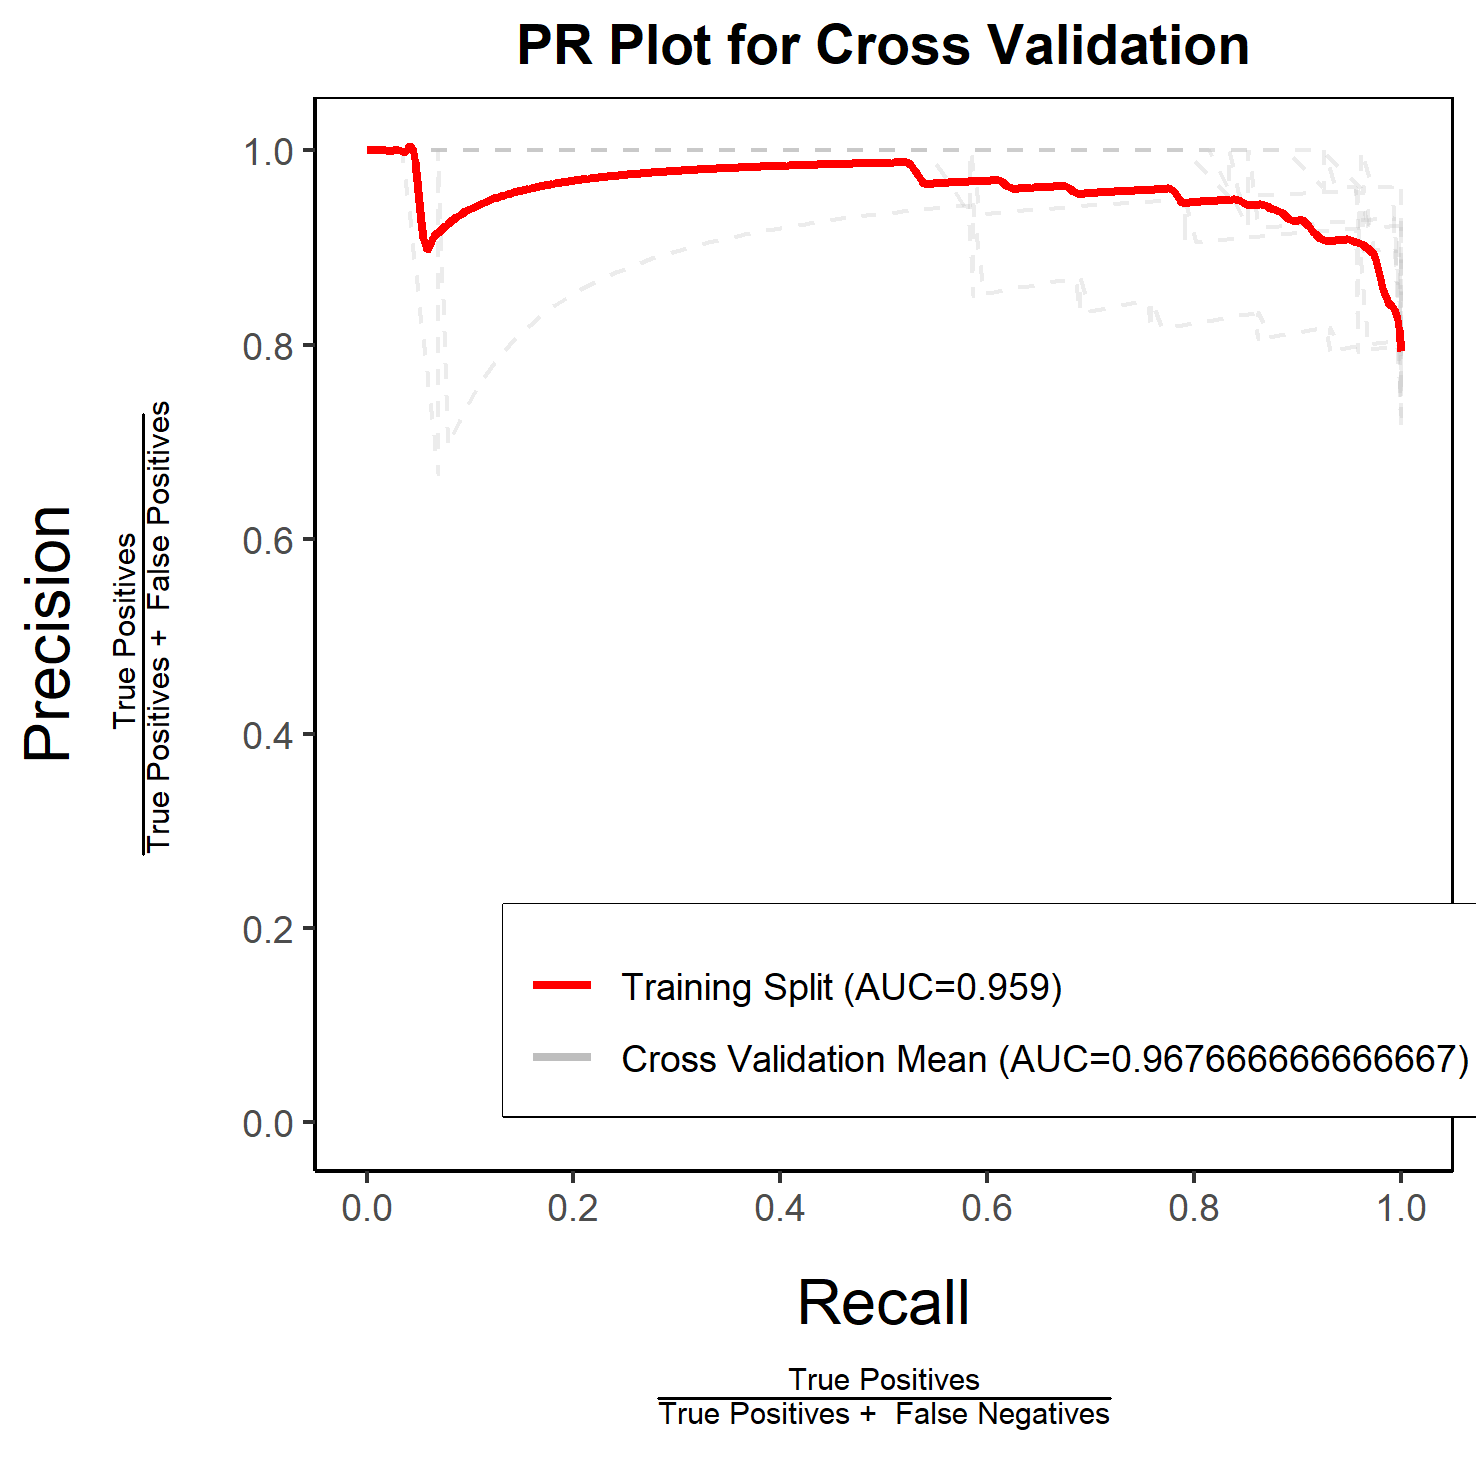 PR Plot for Cross Validation
Precision
True Positives
True Positives + False Positives
1.0
0.8
0.6
0.4
0.2
0.0
Training Split (AUC=0.959)
Cross Validation Mean (AUC=0.967666666666667)
0.0 0.2 0.4 0.6 0.8 1.0
Recall
True Positives
True Positives + False Negatives